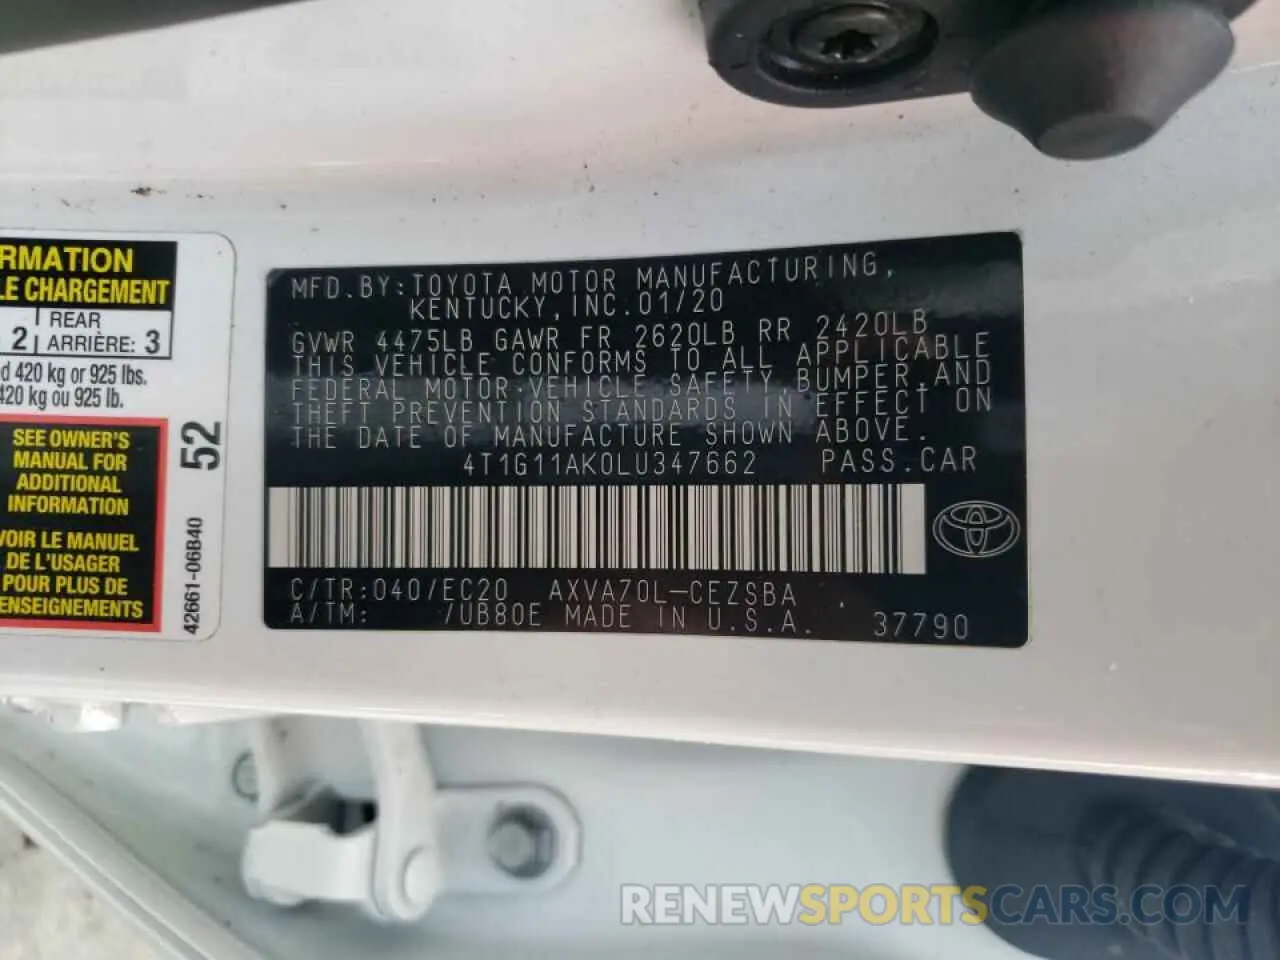 RMATION
LE CHARGEMENT
2 REAR
ARRIÈRE: 3
d 420 kg or 925 lbs.
420 kg ou 925 lb.
SEE OWNER'S
MANUAL FOR
ADDITIONAL
INFORMATION
VOIR LE MANUEL
DE L'USAGER
POUR PLUS DE
ENSEIGNEMENTS
52
42661-06B40
MFD.BY:TOYOTA MOTOR MANUFACTURING,
KENTUCKY,INC.01/20
GVWR 4475LB GAWR FR 2620LB RR 2420LB
THIS VEHICLE CONFORMS TO ALL APPLICABLE
FEDERAL MOTOR VEHICLE SAFETY,BUMPER,AND
THEFT PREVENTION STANDARDS IN EFFECT ON
THE DATE OF MANUFACTURE SHOWN ABOVE.
4T1G11AK0LU347662 PASS.CAR
C/TR:040/EC20 AXVA70L-CEZSBA
A/TM: /UB80E MADE IN U.S.A. 37790
RENEWSPORTSCARS.COM